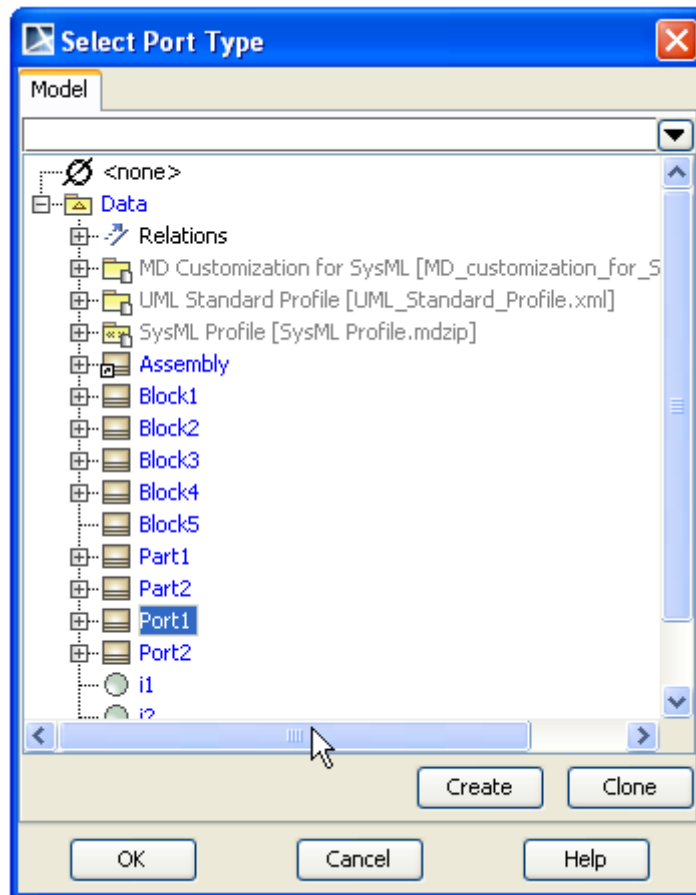 Select Port Type
Model
<none>
Data
Relations
MD Customization for SysML [MD_customization_for_S
UML Standard Profile [UML_Standard_Profile.xml]
SysML Profile [SysML Profile.mdzip]
Assembly
Block1
Block2
Block3
Block4
Block5
Part1
Part2
Port1
Port2
i1
i2
Create Clone
OK Cancel Help